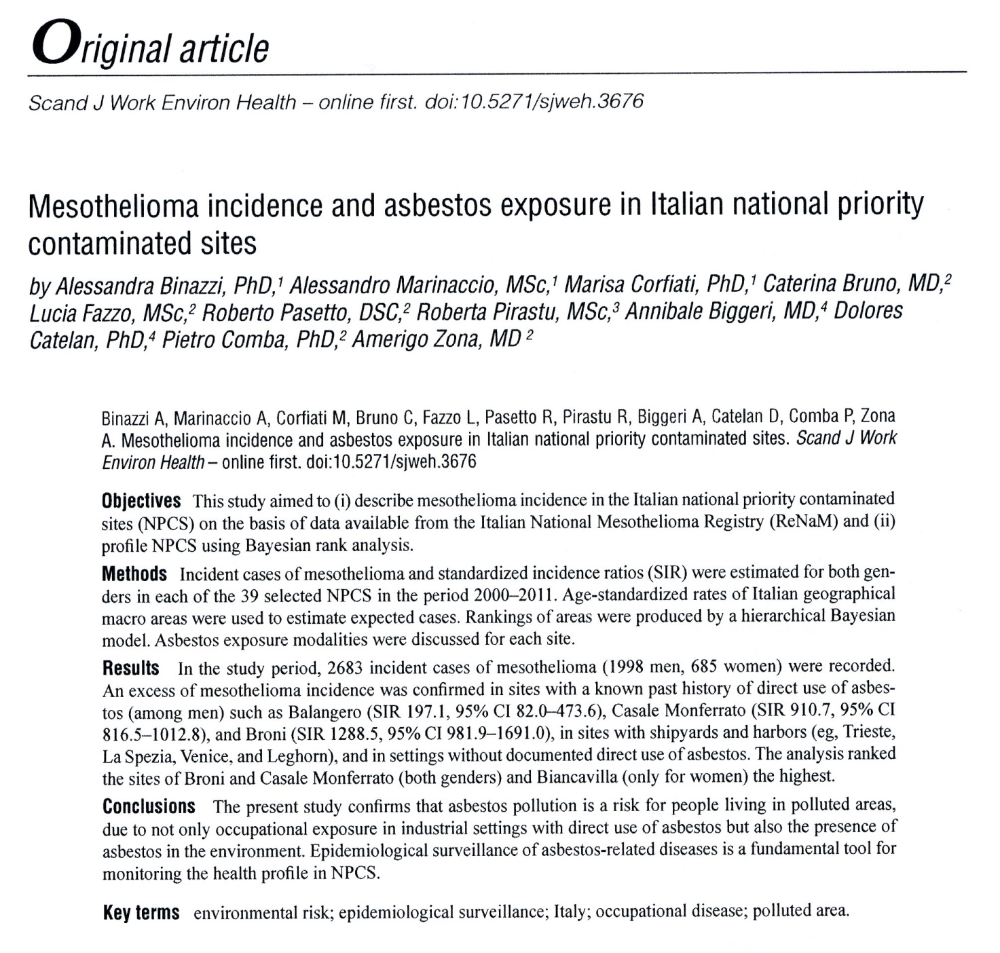 Original article
Scand J Work Environ Health – online first. doi:10.5271/sjweh.3676
Mesothelioma incidence and asbestos exposure in Italian national priority
contaminated sites
by Alessandra Binazzi, PhD,¹ Alessandro Marinaccio, MSc,¹ Marisa Corfiati, PhD,¹ Caterina Bruno, MD,²
Lucia Fazzo, MSc,² Roberto Pasetto, DSC,² Roberta Pirastu, MSc,³ Annibale Biggeri, MD,⁴ Dolores
Catelan, PhD,⁴ Pietro Comba, PhD,² Amerigo Zona, MD ²
Binazzi A, Marinaccio A, Corfiati M, Bruno C, Fazzo L, Pasetto R, Pirastu R, Biggeri A, Catelan D, Comba P, Zona
A. Mesothelioma incidence and asbestos exposure in Italian national priority contaminated sites. Scand J Work
Environ Health – online first. doi:10.5271/sjweh.3676
Objectives This study aimed to (i) describe mesothelioma incidence in the Italian national priority contaminated
sites (NPCS) on the basis of data available from the Italian National Mesothelioma Registry (ReNaM) and (ii)
profile NPCS using Bayesian rank analysis.
Methods Incident cases of mesothelioma and standardized incidence ratios (SIR) were estimated for both gen-
ders in each of the 39 selected NPCS in the period 2000–2011. Age-standardized rates of Italian geographical
macro areas were used to estimate expected cases. Rankings of areas were produced by a hierarchical Bayesian
model. Asbestos exposure modalities were discussed for each site.
Results In the study period, 2683 incident cases of mesothelioma (1998 men, 685 women) were recorded.
An excess of mesothelioma incidence was confirmed in sites with a known past history of direct use of asbes-
tos (among men) such as Balangero (SIR 197.1, 95% CI 82.0–473.6), Casale Monferrato (SIR 910.7, 95% CI
816.5–1012.8), and Broni (SIR 1288.5, 95% CI 981.9–1691.0), in sites with shipyards and harbors (eg, Trieste,
La Spezia, Venice, and Leghorn), and in settings without documented direct use of asbestos. The analysis ranked
the sites of Broni and Casale Monferrato (both genders) and Biancavilla (only for women) the highest.
Conclusions The present study confirms that asbestos pollution is a risk for people living in polluted areas,
due to not only occupational exposure in industrial settings with direct use of asbestos but also the presence of
asbestos in the environment. Epidemiological surveillance of asbestos-related diseases is a fundamental tool for
monitoring the health profile in NPCS.
Key terms environmental risk; epidemiological surveillance; Italy; occupational disease; polluted area.